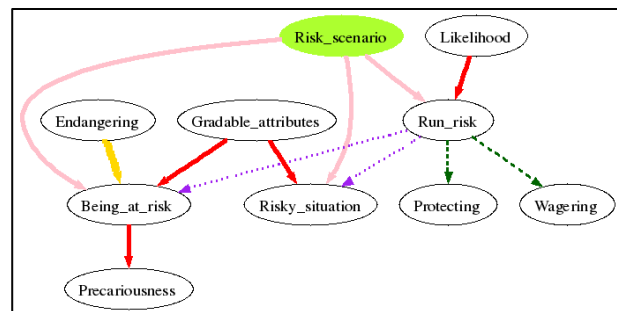 Risk_scenario
Likelihood
Endangering
Gradable_attributes
Run_risk
Being_at_risk
Risky_situation
Protecting
Wagering
Precariousness